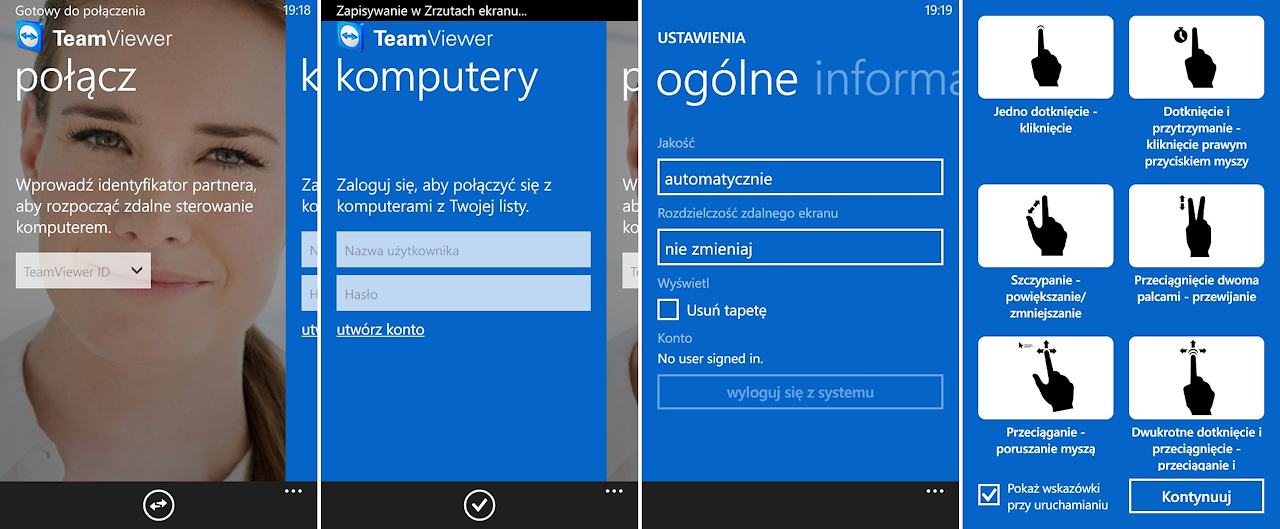 Gotowy do połączenia
19:18
TeamViewer
połącz
k
Wprowadź identyfikator partnera,
aby rozpocząć zdalne sterowanie
komputerem.
TeamViewer ID
Za
ko
N
H
utw
Zapisywanie w Zrzutach ekranu...
TeamViewer
komputery
p
Zaloguj się, aby połączyć się z
komputerami z Twojej listy.
Nazwa użytkownika
Hasło
utwórz konto
W
ab
ko
Te
19:19
USTAWIENIA
ogólne informa
Jakość
automatycznie
Rozdzielczość zdalnego ekranu
nie zmieniaj
Wyświetl
Usuń tapetę
Konto
No user signed in.
wyloguj się z systemu
Jedno dotknięcie -
kliknięcie
Dotknięcie i
przytrzymanie -
kliknięcie prawym
przyciskiem myszy
Szczypanie -
powiększanie/
zmniejszanie
Przeciągnięcie dwoma
palcami - przewijanie
Przeciąganie -
poruszanie myszą
Dwukrotne dotknięcie i
przeciągnięcie -
przeciąganie i
Pokaż wskazówki
przy uruchamianiu
Kontynuuj